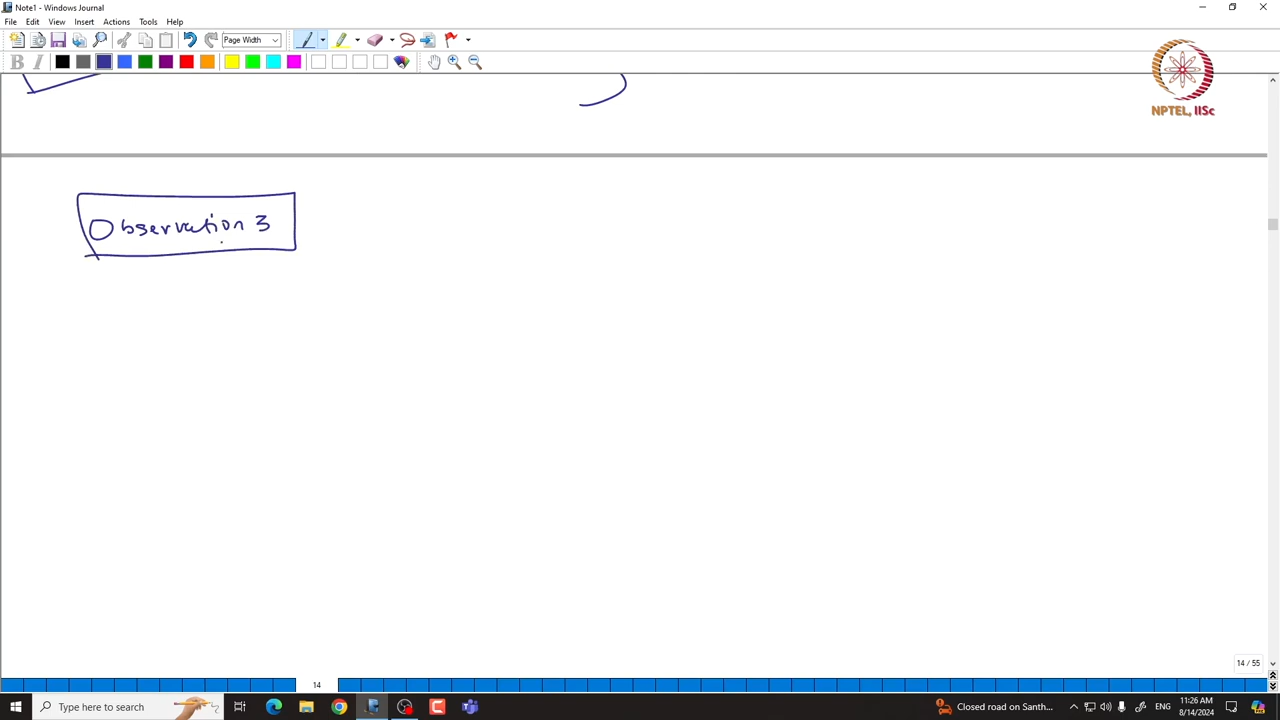 Note1 - Windows Journal
File Edit View Insert Actions Tools Help
Page Width
B I
NPTEL, IISc
Observation 3
14 / 55
14
Type here to search
Closed road on Santh...
ENG
11:26 AM
8/14/2024